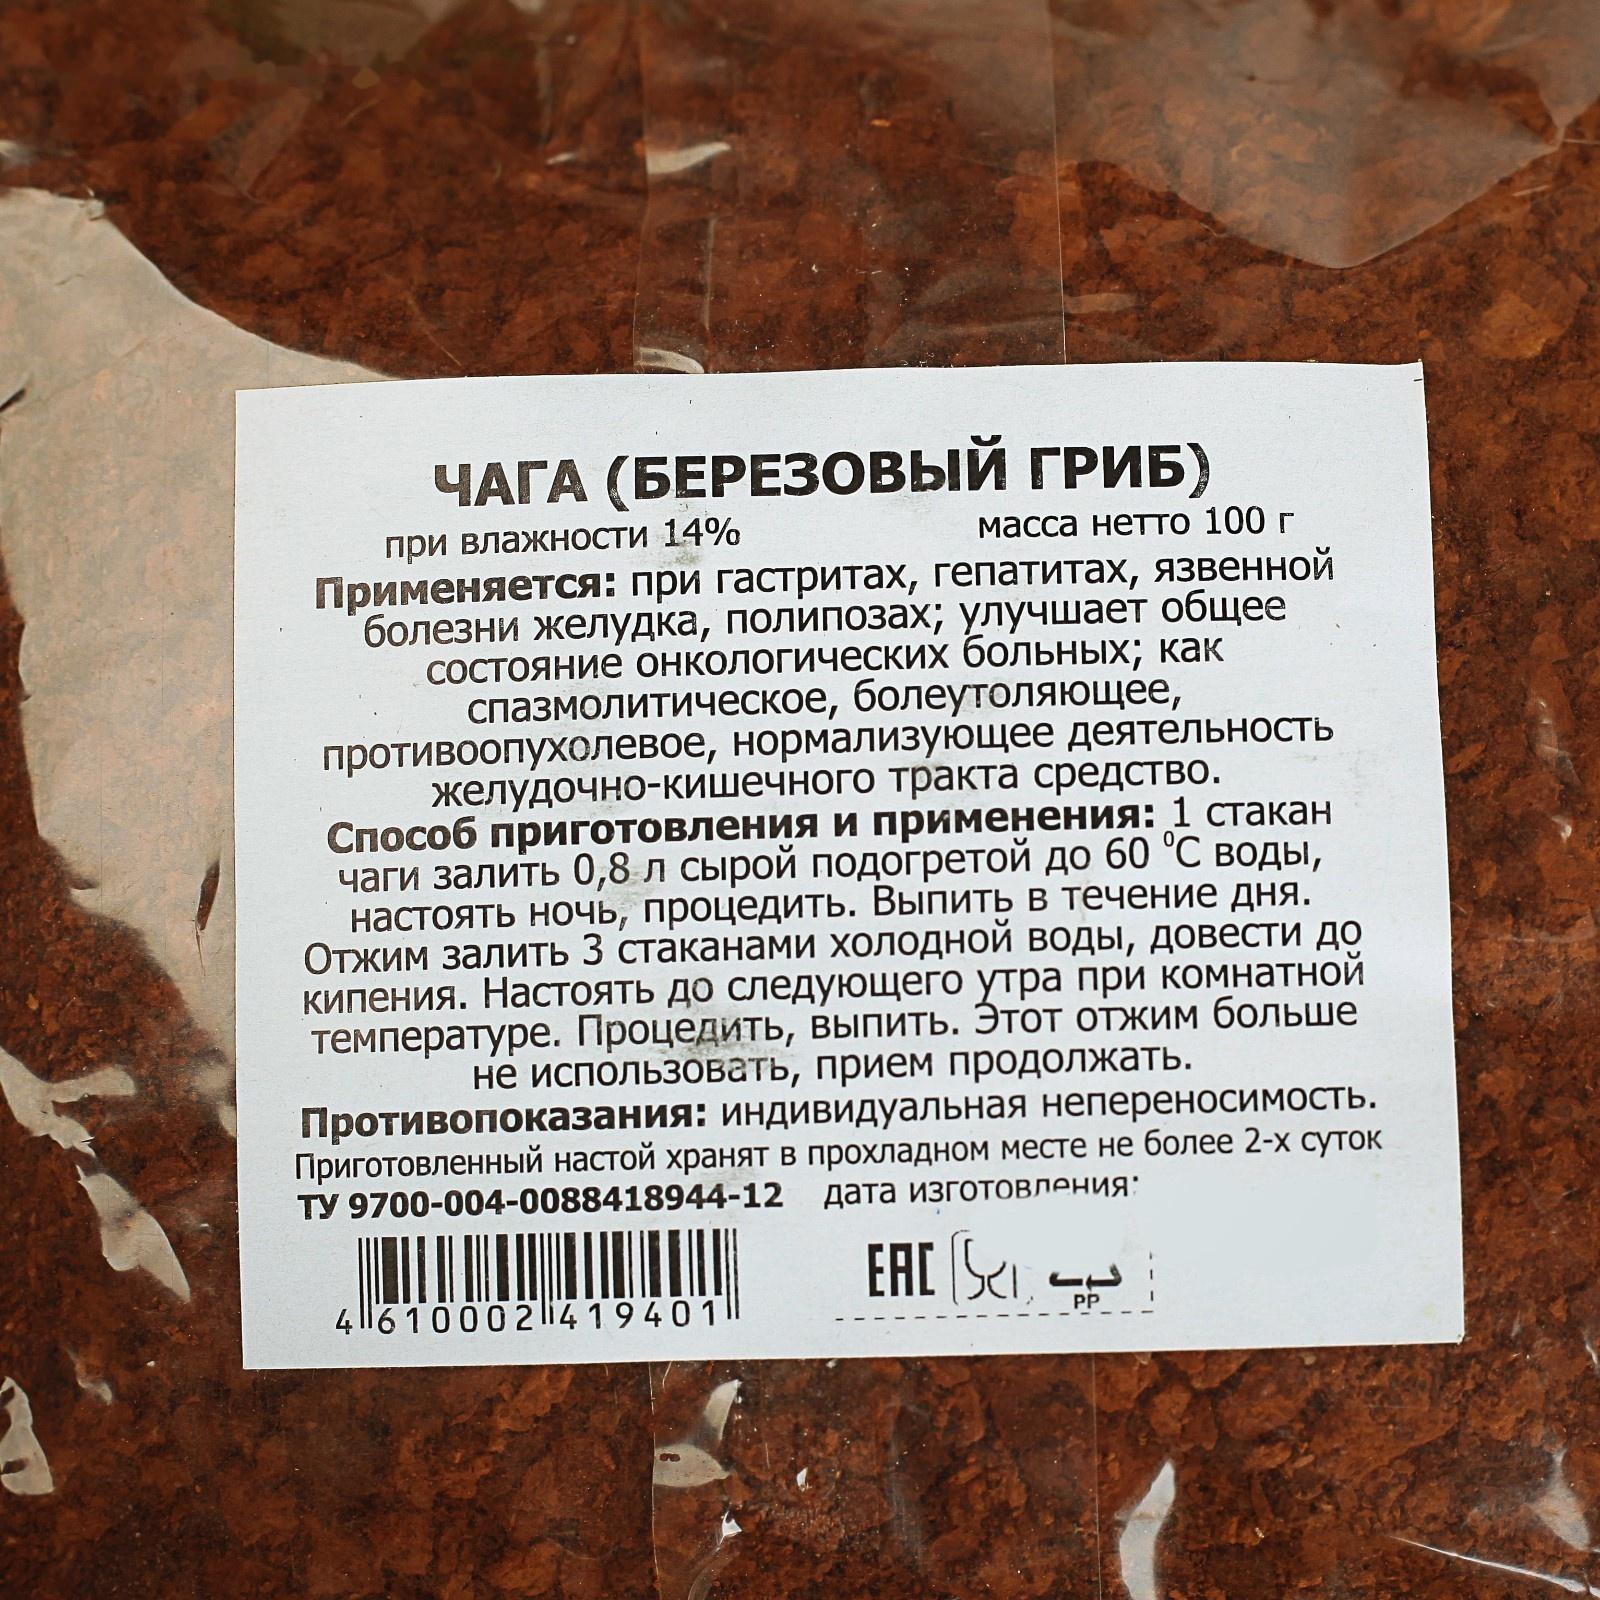 ЧАГА (БЕРЕЗОВЫЙ ГРИБ)
при влажности 14% масса нетто 100 г
Применяется: при гастритах, гепатитах, язвенной
болезни желудка, полипозах; улучшает общее
состояние онкологических больных; как
спазмолитическое, болеутоляющее,
противоопухолевое, нормализующее деятельность
желудочно-кишечного тракта средство.
Способ приготовления и применения: 1 стакан
чаги залить 0,8 л сырой подогретой до 60 ⁰С воды,
настоять ночь, процедить. Выпить в течение дня.
Отжим залить 3 стаканами холодной воды, довести до
кипения. Настоять до следующего утра при комнатной
температуре. Процедить, выпить. Этот отжим больше
не использовать, прием продолжать.
Противопоказания: индивидуальная непереносимость.
Приготовленный настой хранят в прохладном месте не более 2-х суток
ТУ 9700-004-0088418944-12 дата изготовления:
EAC
PP
4 610002 419401